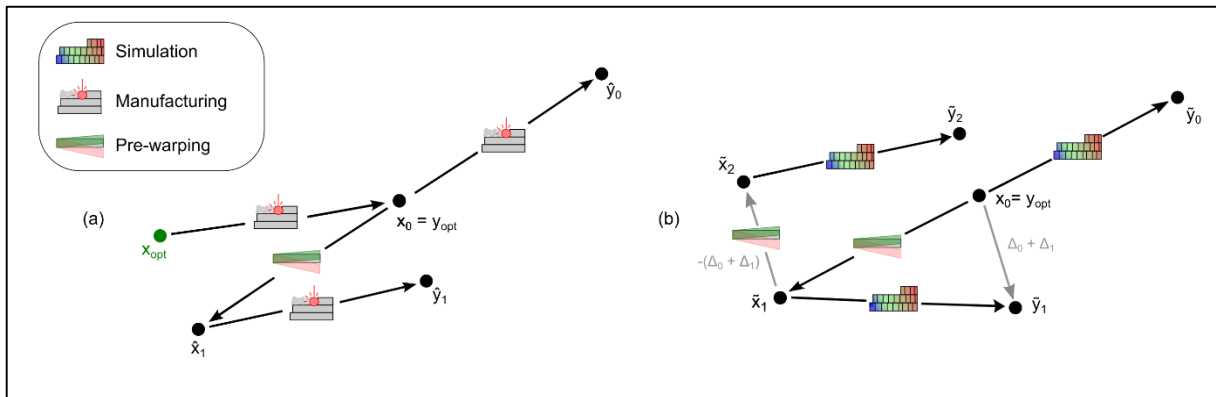 Simulation
Manufacturing
Pre-warping
(a)
ŷ₀
x₀ = yₒₚₜ
xₒₚₜ
ŷ₁
x̂₁
(b)
ỹ₀
ỹ₂
x̃₂
x₀= yₒₚₜ
Δ₀ + Δ₁
-(Δ₀ + Δ₁)
x̃₁
ỹ₁